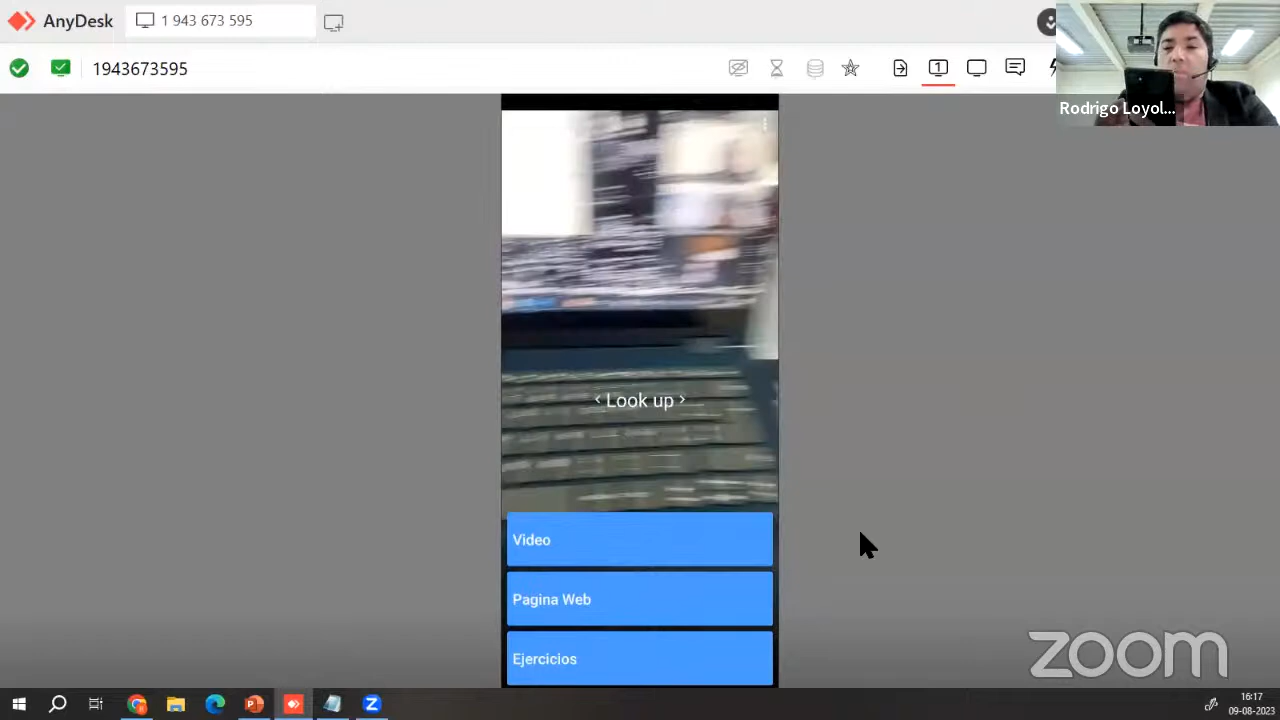 AnyDesk
1 943 673 595
1943673595
1
Rodrigo Loyol...
< Look up >
Video
Pagina Web
Ejercicios
zoom
16:17
09-08-2023